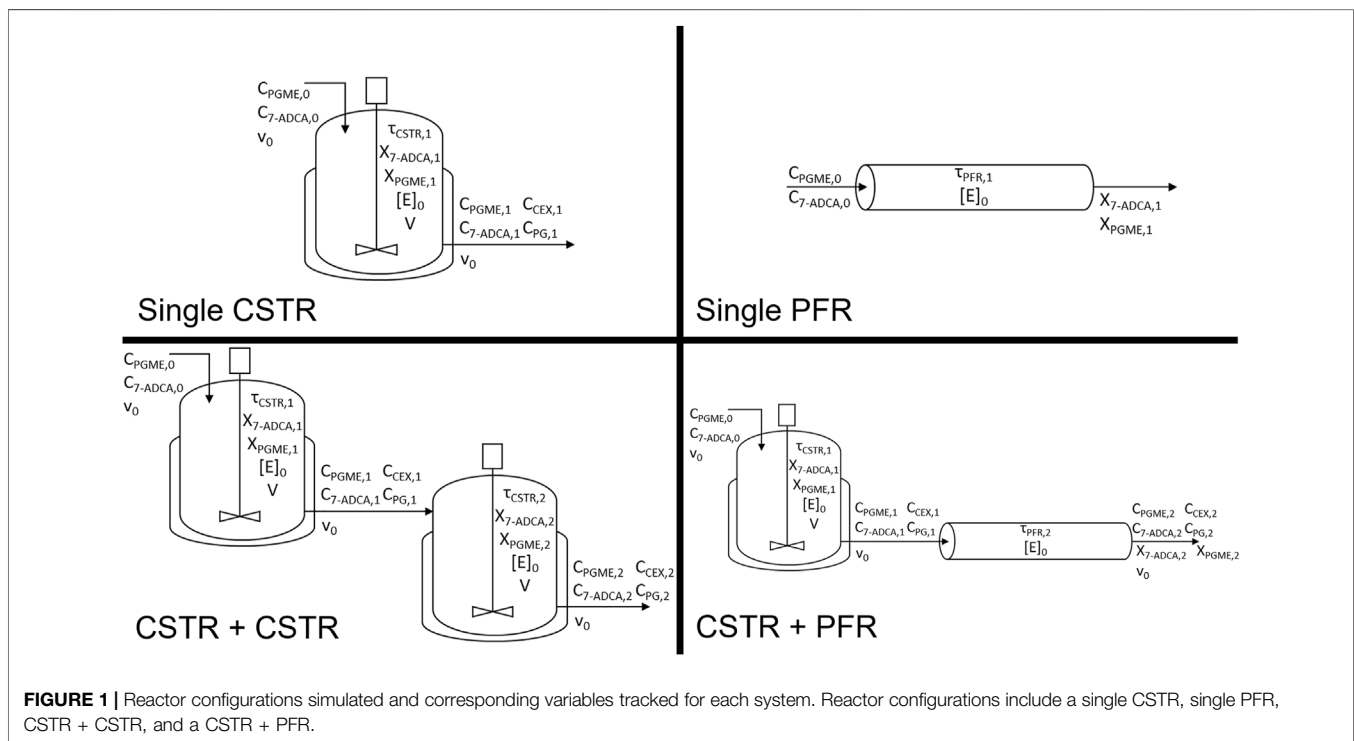 C_PGME,0
C_7-ADCA,0
v_0
τ_CSTR,1
X_7-ADCA,1
X_PGME,1
[E]_0
V
C_PGME,1 C_CEX,1
C_7-ADCA,1 C_PG,1
v_0
Single CSTR
C_PGME,0
C_7-ADCA,0
τ_PFR,1
[E]_0
X_7-ADCA,1
X_PGME,1
Single PFR
C_PGME,0
C_7-ADCA,0
v_0
τ_CSTR,1
X_7-ADCA,1
X_PGME,1
[E]_0
V
C_PGME,1 C_CEX,1
C_7-ADCA,1 C_PG,1
v_0
τ_CSTR,2
X_7-ADCA,2
X_PGME,2
[E]_0
V
C_PGME,2 C_CEX,2
C_7-ADCA,2 C_PG,2
v_0
CSTR + CSTR
C_PGME,0
C_7-ADCA,0
v_0
τ_CSTR,1
X_7-ADCA,1
X_PGME,1
[E]_0
V
C_PGME,1 C_CEX,1
C_7-ADCA,1 C_PG,1
v_0
τ_PFR,2
[E]_0
C_PGME,2 C_CEX,2
C_7-ADCA,2 C_PG,2
X_7-ADCA,2 X_PGME,2
v_0
CSTR + PFR
FIGURE 1 | Reactor configurations simulated and corresponding variables tracked for each system. Reactor configurations include a single CSTR, single PFR,
CSTR + CSTR, and a CSTR + PFR.